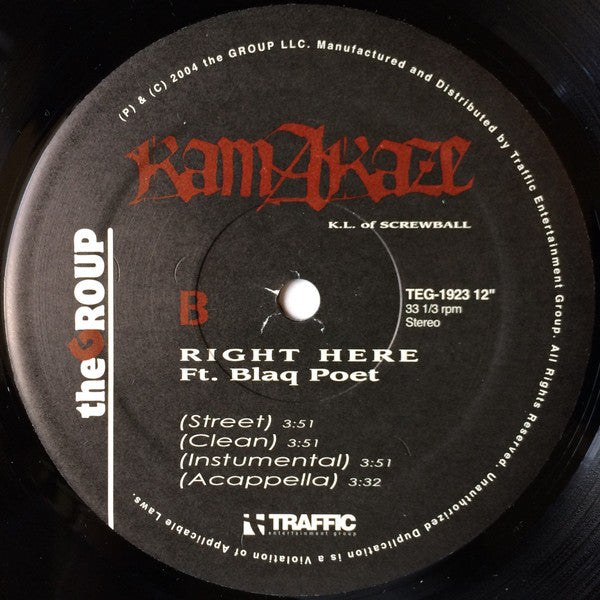 (P) & (C) 2004 the GROUP LLC. Manufactured and Distributed by Traffic Entertainment Group. All Rights Reserved. Unauthorized Duplication is a Violation of Applicable Laws.
KAMAKAZE
K.L. of SCREWBALL
theGROUP
B
TEG-1923 12"
33 1/3 rpm
Stereo
RIGHT HERE
Ft. Blaq Poet
(Street) 3:51
(Clean) 3:51
(Instumental) 3:51
(Acappella) 3:32
TRAFFIC
entertainment group